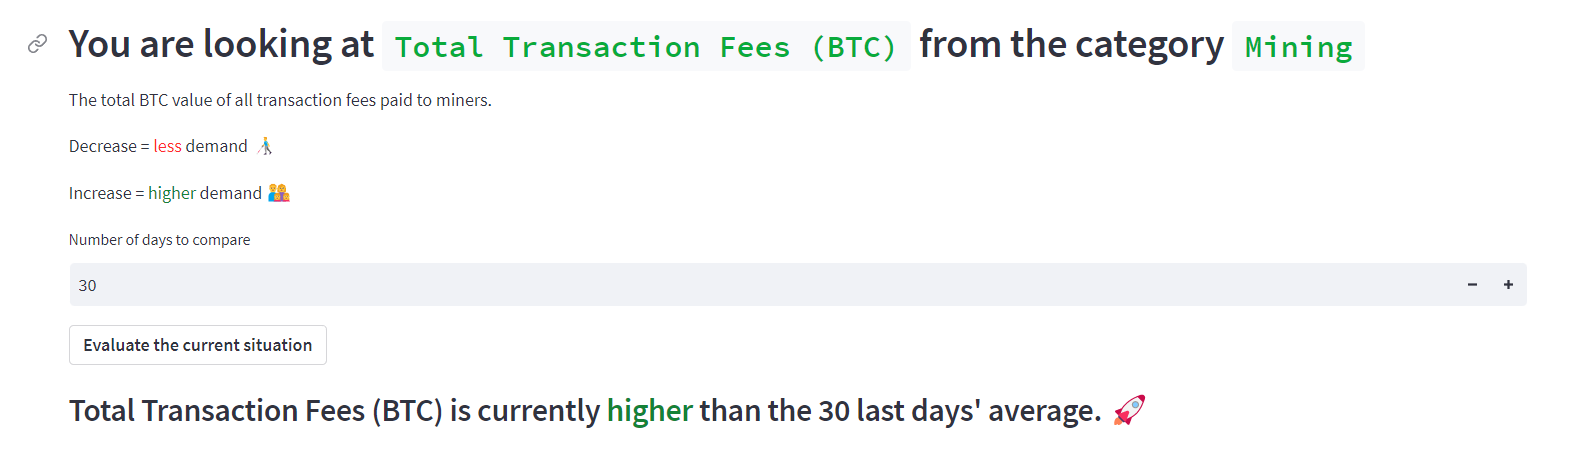 You are looking at Total Transaction Fees (BTC) from the category Mining
The total BTC value of all transaction fees paid to miners.
Decrease = less demand
Increase = higher demand
Number of days to compare
30
Evaluate the current situation
Total Transaction Fees (BTC) is currently higher than the 30 last days' average.